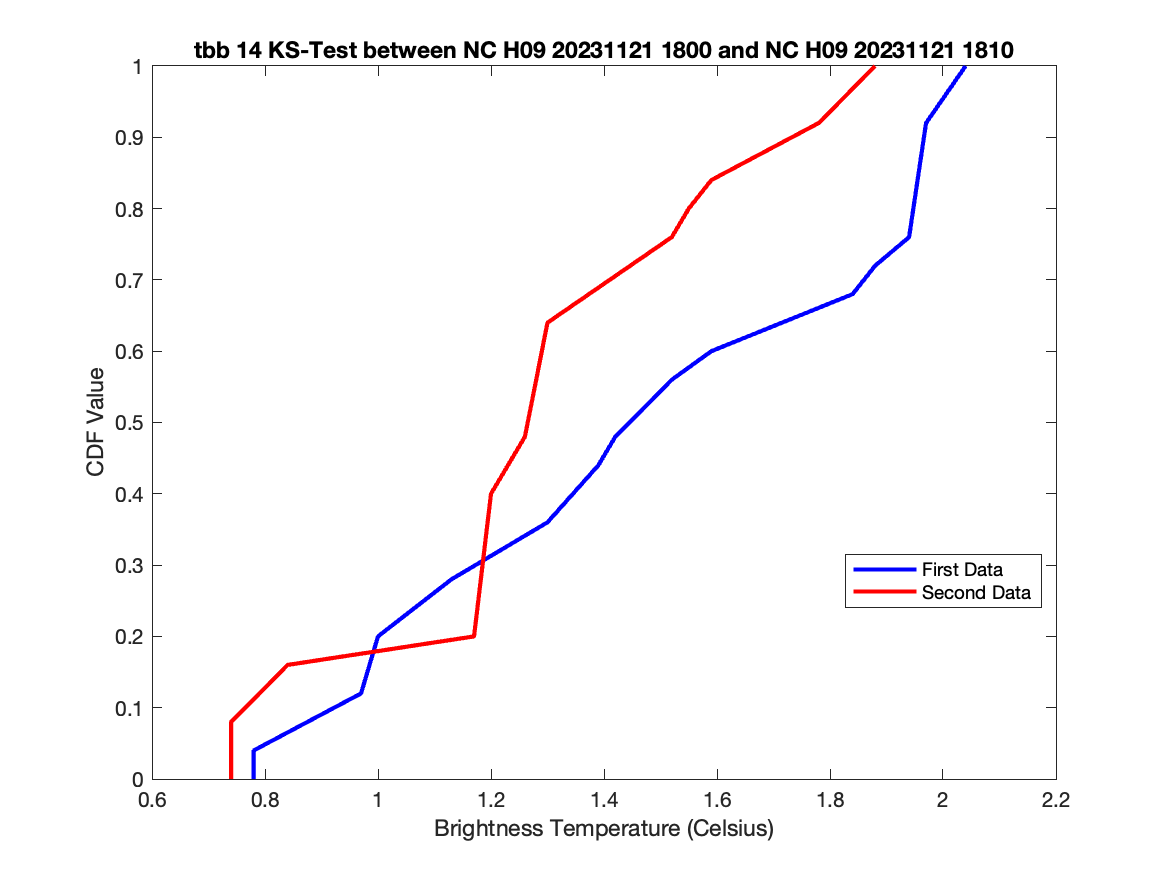 tbb 14 KS-Test between NC H09 20231121 1800 and NC H09 20231121 1810
1
0.9
0.8
0.7
0.6
0.5
0.4
0.3
0.2
0.1
0
CDF Value
First Data
Second Data
0.6 0.8 1 1.2 1.4 1.6 1.8 2 2.2
Brightness Temperature (Celsius)